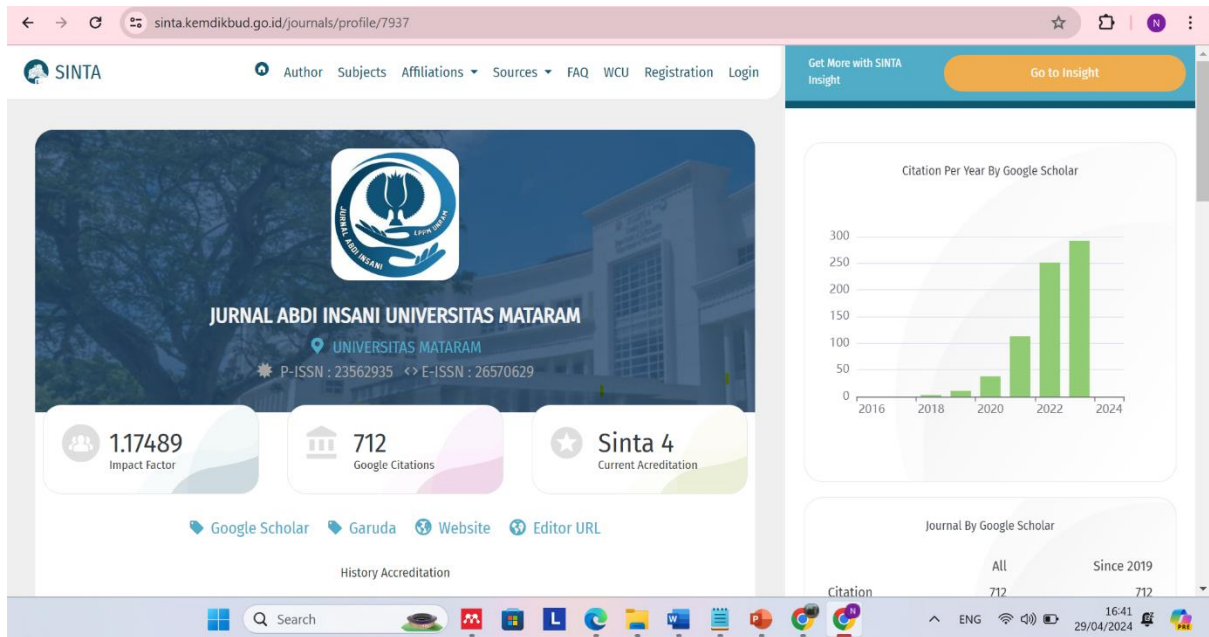 sinta.kemdikbud.go.id/journals/profile/7937
N
SINTA
Author Subjects Affiliations Sources FAQ WCU Registration Login
Get More with SINTA
Insight
Go to Insight
JURNAL ABDI INSANI
LPPM UNRAM
JURNAL ABDI INSANI UNIVERSITAS MATARAM
UNIVERSITAS MATARAM
P-ISSN : 23562935 <> E-ISSN : 26570629
1.17489
Impact Factor
712
Google Citations
Sinta 4
Current Acreditation
Google Scholar Garuda Website Editor URL
History Accreditation
Citation Per Year By Google Scholar
300
250
200
150
100
50
0
2016 2018 2020 2022 2024
Journal By Google Scholar
All Since 2019
Citation 712 712
Search
ENG
16:41
29/04/2024
PRE